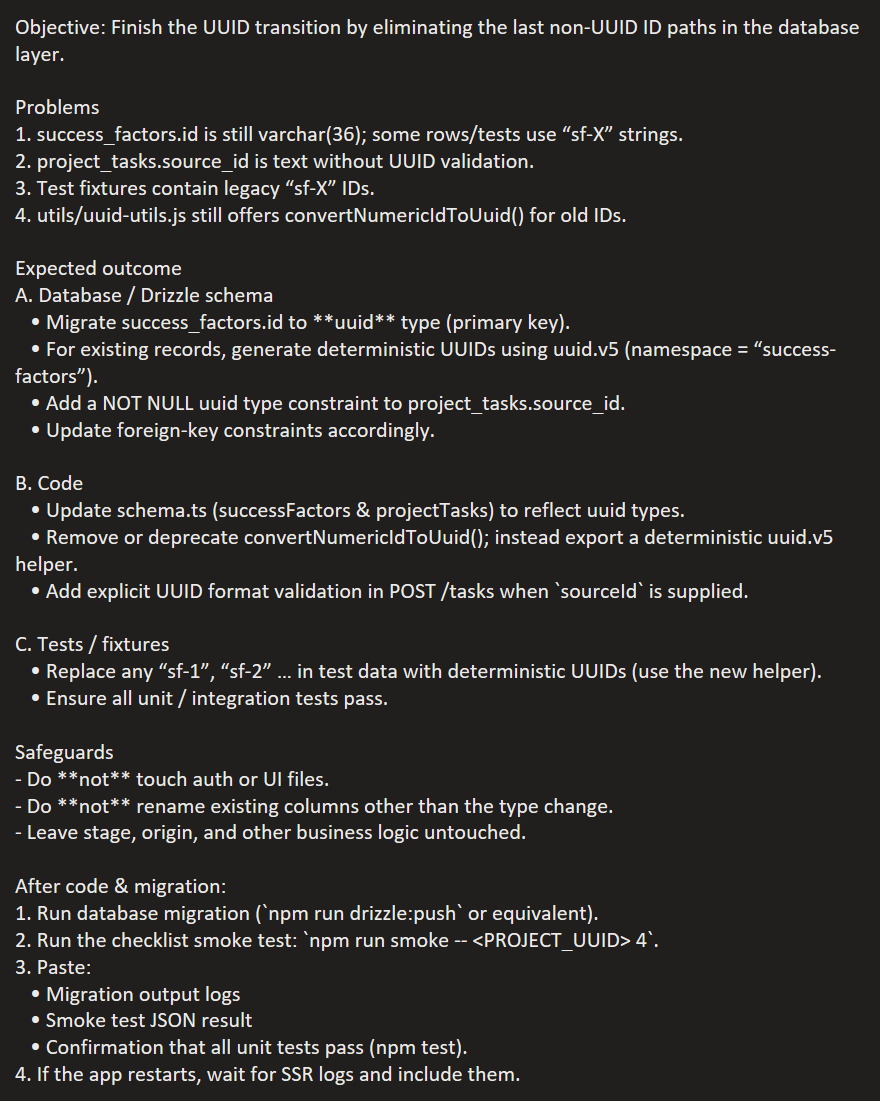 Objective: Finish the UUID transition by eliminating the last non-UUID ID paths in the database
layer.
Problems
1. success_factors.id is still varchar(36); some rows/tests use “sf-X” strings.
2. project_tasks.source_id is text without UUID validation.
3. Test fixtures contain legacy “sf-X” IDs.
4. utils/uuid-utils.js still offers convertNumericIdToUuid() for old IDs.
Expected outcome
A. Database / Drizzle schema
• Migrate success_factors.id to **uuid** type (primary key).
• For existing records, generate deterministic UUIDs using uuid.v5 (namespace = “success-
factors”).
• Add a NOT NULL uuid type constraint to project_tasks.source_id.
• Update foreign-key constraints accordingly.
B. Code
• Update schema.ts (successFactors & projectTasks) to reflect uuid types.
• Remove or deprecate convertNumericIdToUuid(); instead export a deterministic uuid.v5
helper.
• Add explicit UUID format validation in POST /tasks when `sourceId` is supplied.
C. Tests / fixtures
• Replace any “sf-1”, “sf-2” … in test data with deterministic UUIDs (use the new helper).
• Ensure all unit / integration tests pass.
Safeguards
- Do **not** touch auth or UI files.
- Do **not** rename existing columns other than the type change.
- Leave stage, origin, and other business logic untouched.
After code & migration:
1. Run database migration (`npm run drizzle:push` or equivalent).
2. Run the checklist smoke test: `npm run smoke -- <PROJECT_UUID> 4`.
3. Paste:
• Migration output logs
• Smoke test JSON result
• Confirmation that all unit tests pass (npm test).
4. If the app restarts, wait for SSR logs and include them.